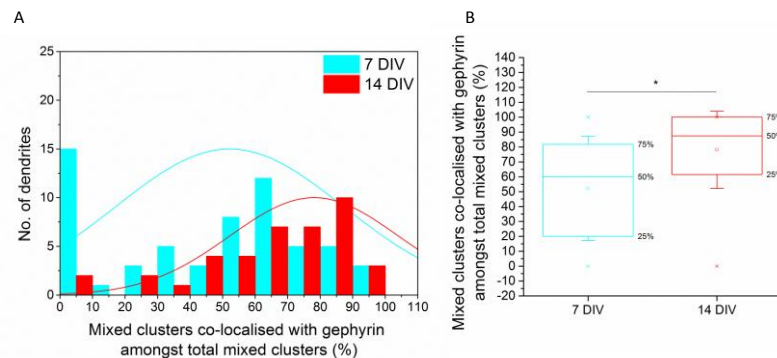 A
25
20
15
10
5
0
No. of dendrites
7 DIV
14 DIV
0 10 20 30 40 50 60 70 80 90 100 110
Mixed clusters co-localised with gephyrin
amongst total mixed clusters (%)
B
Mixed clusters co-localised with gephyrin
amongst total mixed clusters (%)
140
130
120
110
100
90
80
70
60
50
40
30
20
10
0
-10
-20
*
75%
50%
25%
75%
50%
25%
7 DIV 14 DIV